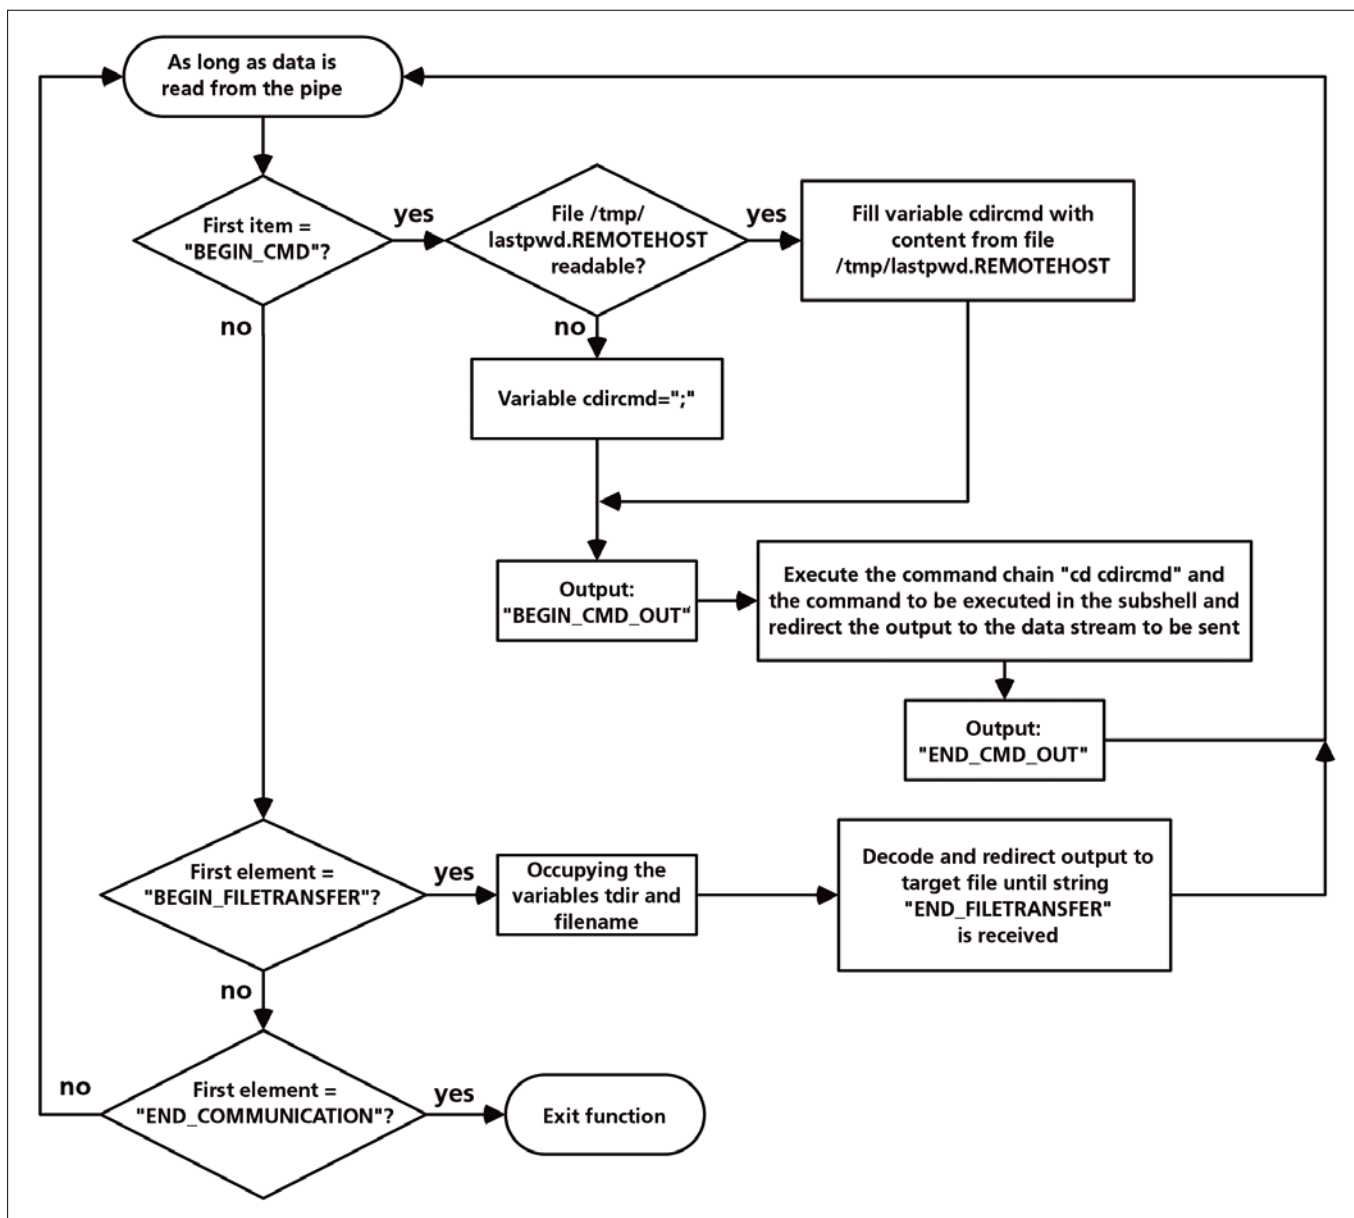 As long as data is
read from the pipe
First item =
"BEGIN_CMD"?
yes
File /tmp/
lastpwd.REMOTEHOST
readable?
yes
Fill variable cdircmd with
content from file
/tmp/lastpwd.REMOTEHOST
no
no
Variable cdircmd=";"
Output:
"BEGIN_CMD_OUT"
Execute the command chain "cd cdircmd" and
the command to be executed in the subshell and
redirect the output to the data stream to be sent
Output:
"END_CMD_OUT"
First element =
"BEGIN_FILETRANSFER"?
yes
Occupying the
variables tdir and
filename
Decode and redirect output to
target file until string
"END_FILETRANSFER"
is received
no
First element =
"END_COMMUNICATION"?
no
yes
Exit function